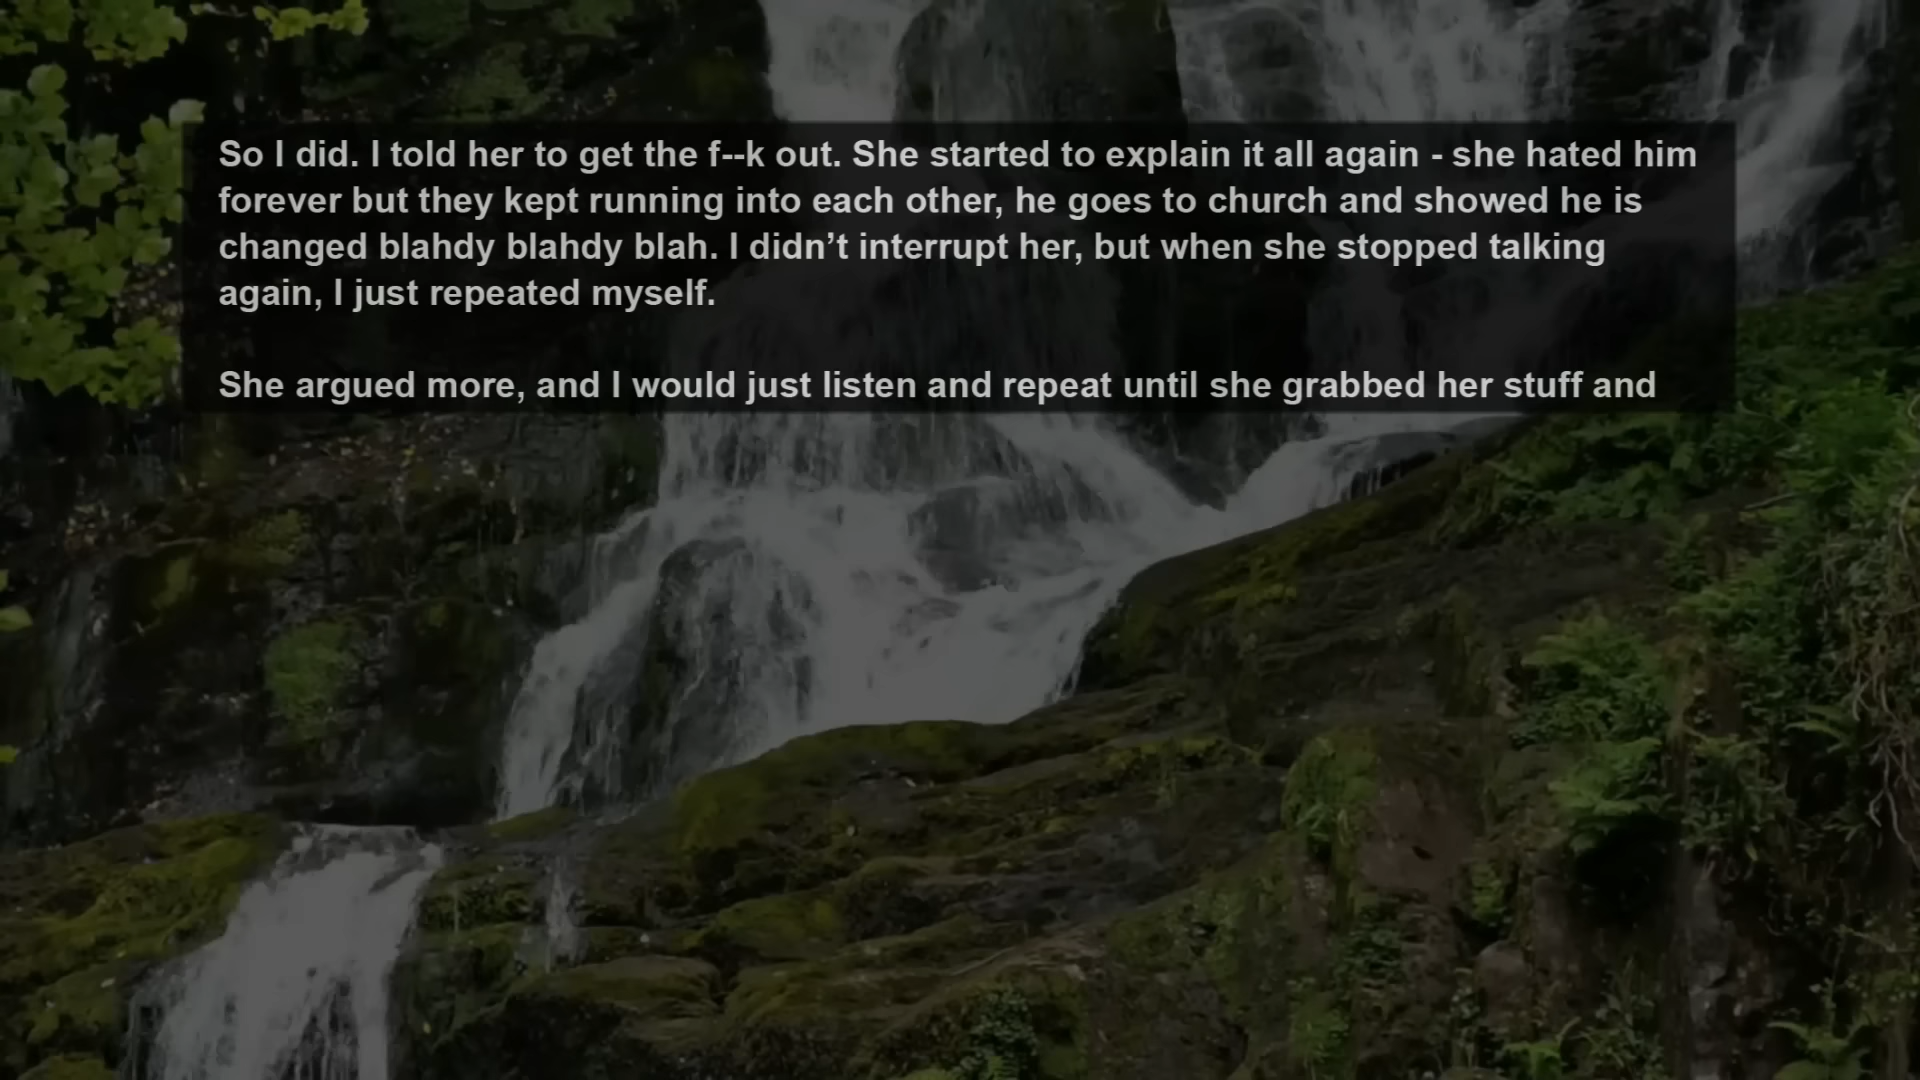 So I did. I told her to get the f--k out. She started to explain it all again - she hated him
forever but they kept running into each other, he goes to church and showed he is
changed blahdy blahdy blah. I didn’t interrupt her, but when she stopped talking
again, I just repeated myself.
She argued more, and I would just listen and repeat until she grabbed her stuff and